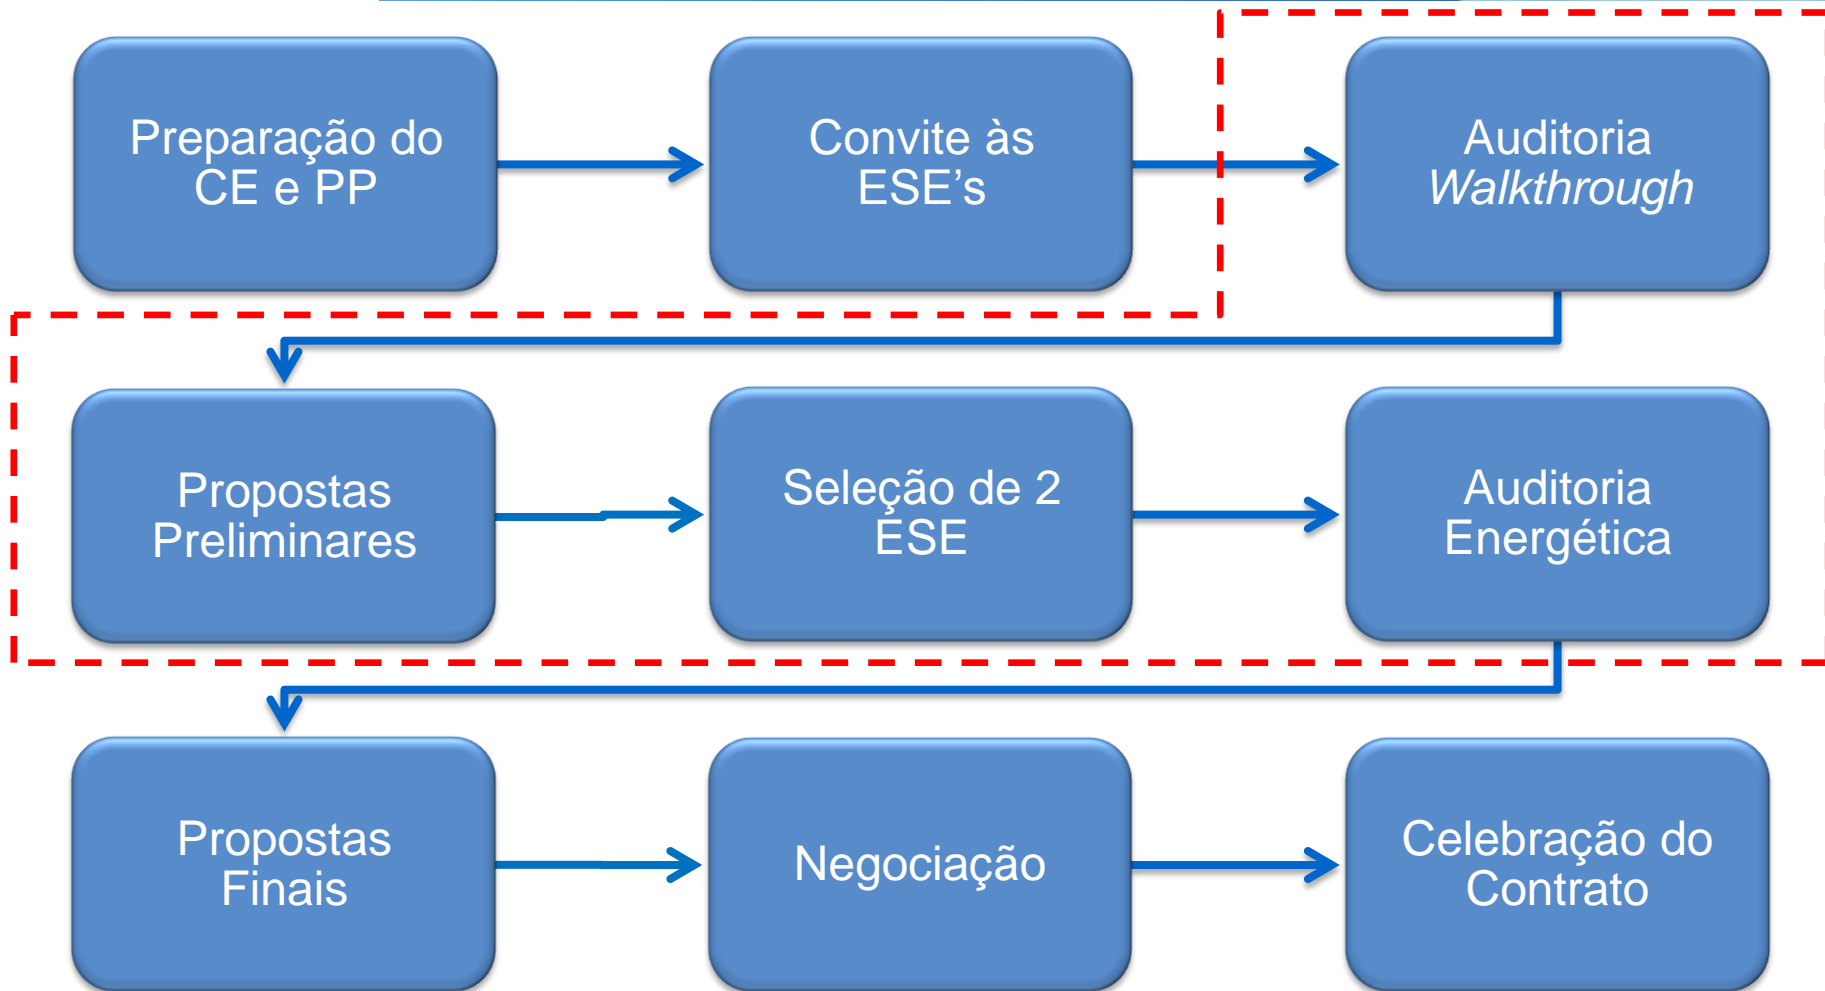 Preparação do
CE e PP
Convite às
ESE’s
Auditoria
Walkthrough
Propostas
Preliminares
Seleção de 2
ESE
Auditoria
Energética
Propostas
Finais
Negociação
Celebração do
Contrato